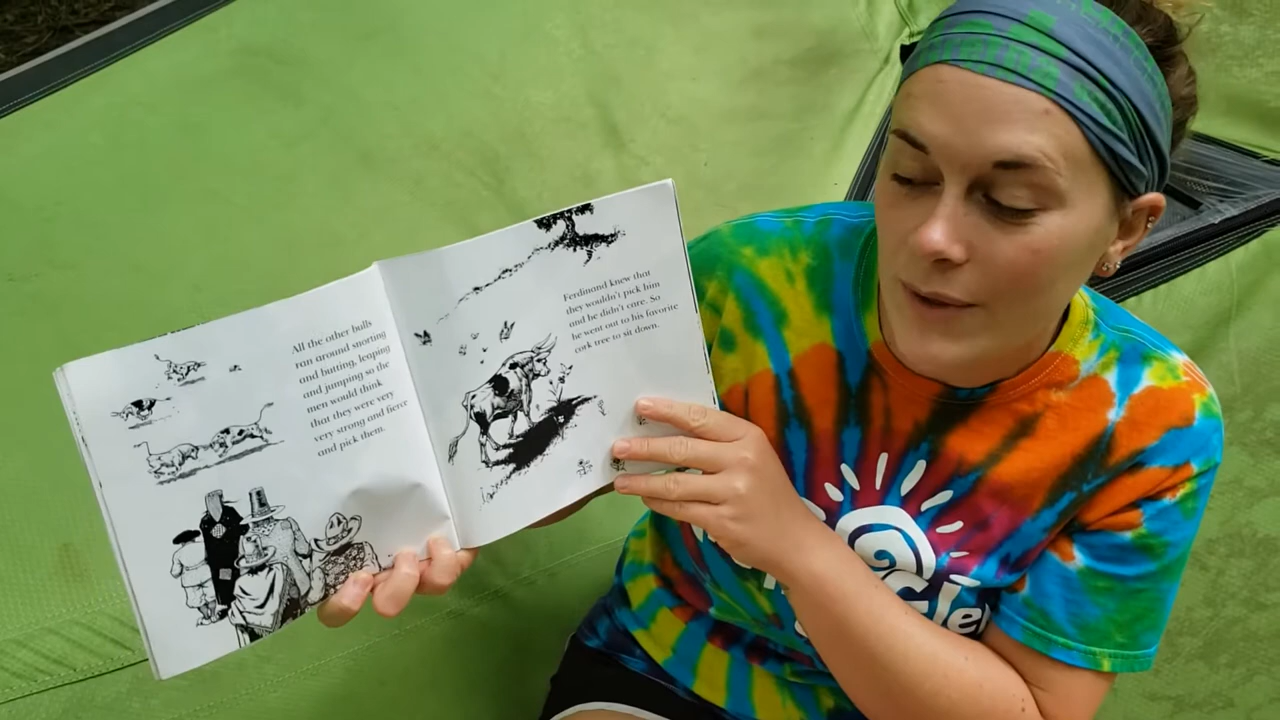 All the other bulls
ran around snorting
and butting, leaping
and jumping so the
men would think
that they were very
very strong and fierce
and pick them.
Ferdinand knew that
they wouldn't pick him
and he didn't care. So
he went out to his favorite
cork tree to sit down.